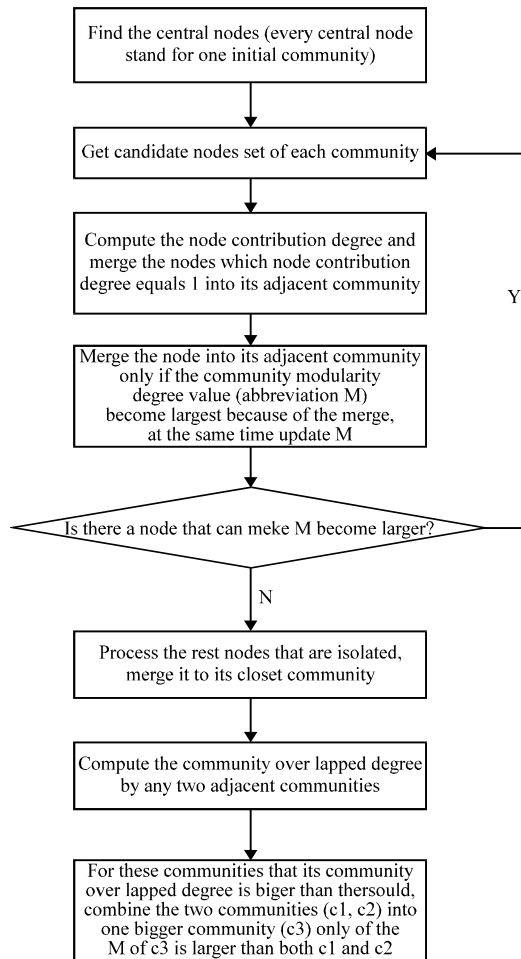 Find the central nodes (every central node
stand for one initial community)
Get candidate nodes set of each community
Compute the node contribution degree and
merge the nodes which node contribution
degree equals 1 into its adjacent community
Y
Merge the node into its adjacent community
only if the community modularity
degree value (abbreviation M)
become largest because of the merge,
at the same time update M
Is there a node that can meke M become larger?
N
Process the rest nodes that are isolated,
merge it to its closet community
Compute the community over lapped degree
by any two adjacent communities
For these communities that its community
over lapped degree is biger than thersould,
combine the two communities (c1, c2) into
one bigger community (c3) only of the
M of c3 is larger than both c1 and c2